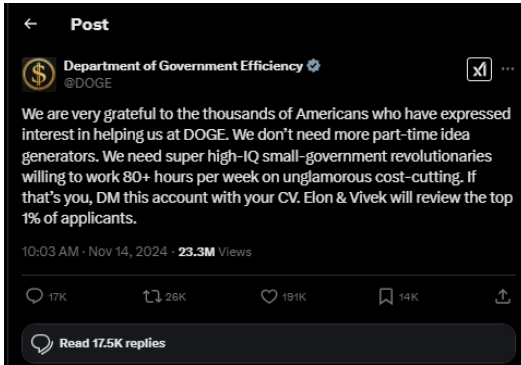 Post
Department of Government Efficiency
@DOGE
We are very grateful to the thousands of Americans who have expressed
interest in helping us at DOGE. We don't need more part-time idea
generators. We need super high-IQ small-government revolutionaries
willing to work 80+ hours per week on unglamorous cost-cutting. If
that's you, DM this account with your CV. Elon & Vivek will review the top
1% of applicants.
10:03 AM · Nov 14, 2024 · 23.3M Views
17K 26K 191K 14K
Read 17.5K replies